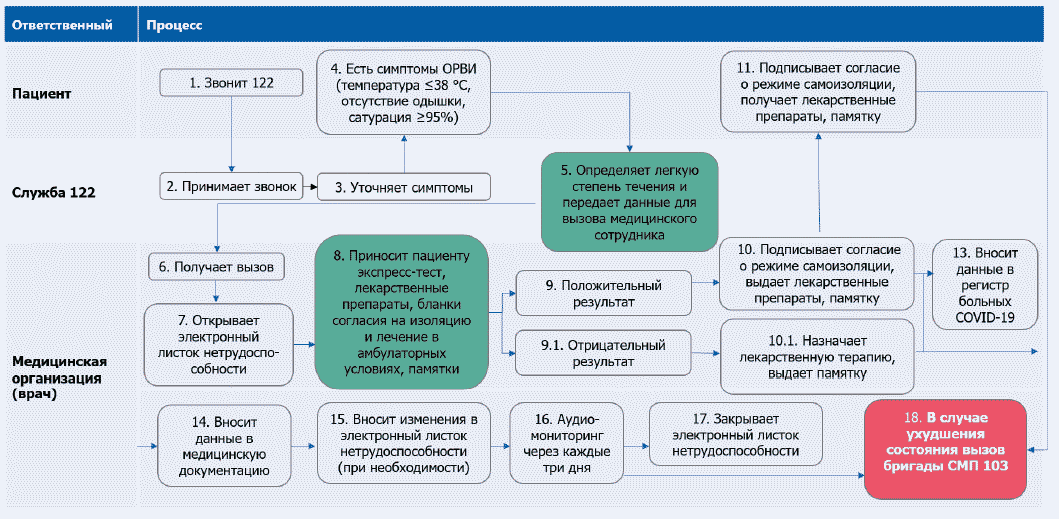 Ответственный
Процесс
Пациент
1. Звонит 122
4. Есть симптомы ОРВИ
(температура ≤38 °C,
отсутствие одышки,
сатурация ≥95%)
11. Подписывает согласие
о режиме самоизоляции,
получает лекарственные
препараты, памятку
Служба 122
2. Принимает звонок
3. Уточняет симптомы
5. Определяет легкую
степень течения и
передает данные для
вызова медицинского
сотрудника
Медицинская
организация
(врач)
6. Получает вызов
7. Открывает
электронный
листок нетрудоспо-
собности
8. Приносит пациенту
экспресс-тест,
лекарственные
препараты, бланки
согласия на изоляцию
и лечение в
амбулаторных
условиях, памятки
9. Положительный
результат
9.1. Отрицательный
результат
10. Подписывает согласие
о режиме самоизоляции,
выдает лекарственные
препараты, памятку
10.1. Назначает
лекарственную терапию,
выдает памятку
13. Вносит
данные в
регистр
больных
COVID-19
14. Вносит
данные в
медицинскую
документацию
15. Вносит изменения в
электронный листок
нетрудоспособности
(при необходимости)
16. Аудио-
мониторинг
через каждые
три дня
17. Закрывает
электронный листок
нетрудоспособности
18. В случае
ухудшения
состояния вызов
бригады СМП 103